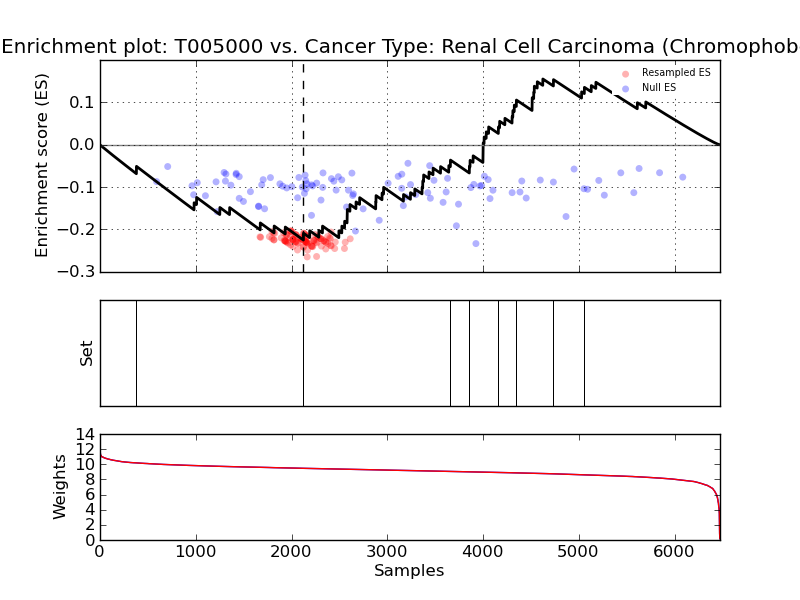 Enrichment plot: T005000 vs. Cancer Type: Renal Cell Carcinoma (Chromophob
Enrichment score (ES)
0.1
0.0
−0.1
−0.2
−0.3
Resampled ES
Null ES
Set
Weights
14
12
10
8
6
4
2
0
0 1000 2000 3000 4000 5000 6000
Samples